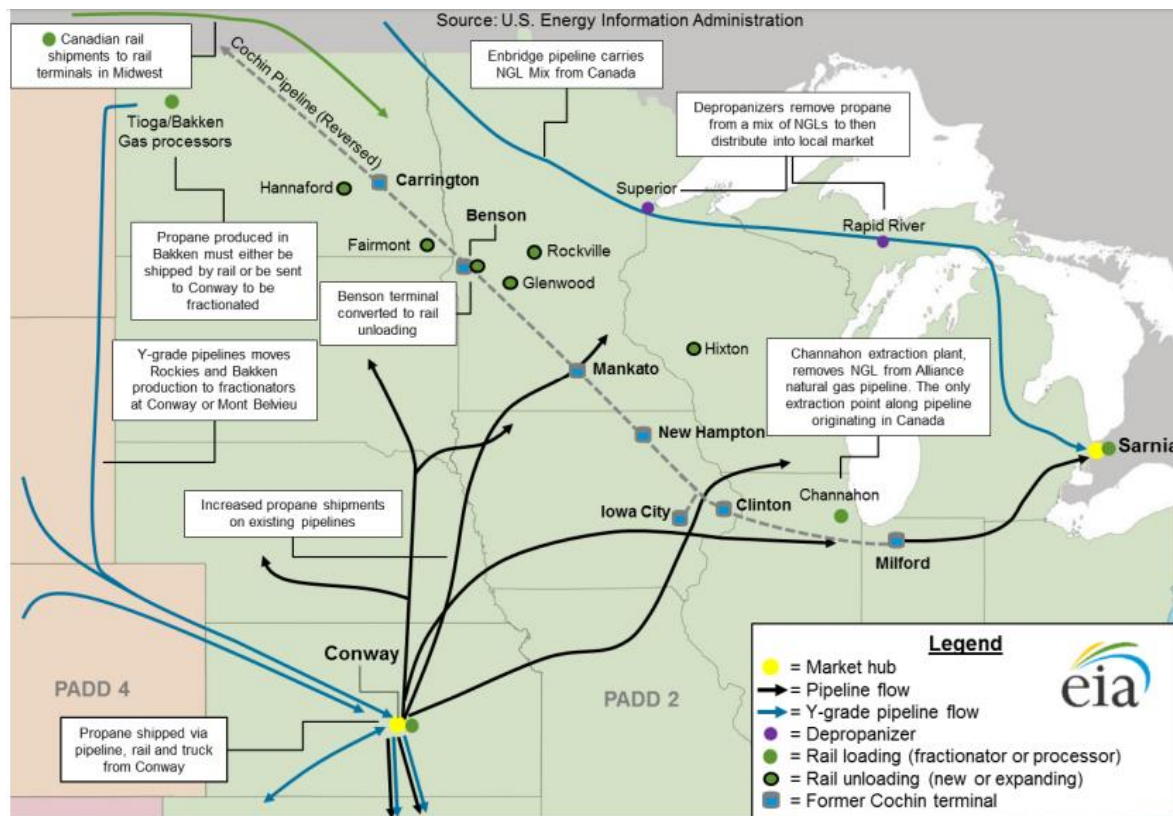 Source: U.S. Energy Information Administration
Canadian rail
shipments to rail
terminals in Midwest
Cochin Pipeline (Reversed)
Enbridge pipeline carries
NGL Mix from Canada
Depropanizers remove propane
from a mix of NGLs to then
distribute into local market
Tioga/Bakken
Gas processors
Hannaford
Carrington
Superior
Rapid River
Propane produced in
Bakken must either be
shipped by rail or be sent
to Conway to be
fractionated
Fairmont
Benson
Rockville
Glenwood
Benson terminal
converted to rail
unloading
Y-grade pipelines moves
Rockies and Bakken
production to fractionators
at Conway or Mont Belvieu
Mankato
Hixton
Channahon extraction plant,
removes NGL from Alliance
natural gas pipeline. The only
extraction point along pipeline
originating in Canada
New Hampton
Sarnia
Increased propane shipments
on existing pipelines
Iowa City
Clinton
Channahon
Milford
Conway
PADD 4
PADD 2
Propane shipped via
pipeline, rail and truck
from Conway
Legend
= Market hub
= Pipeline flow
= Y-grade pipeline flow
= Depropanizer
= Rail loading (fractionator or processor)
= Rail unloading (new or expanding)
= Former Cochin terminal
eia